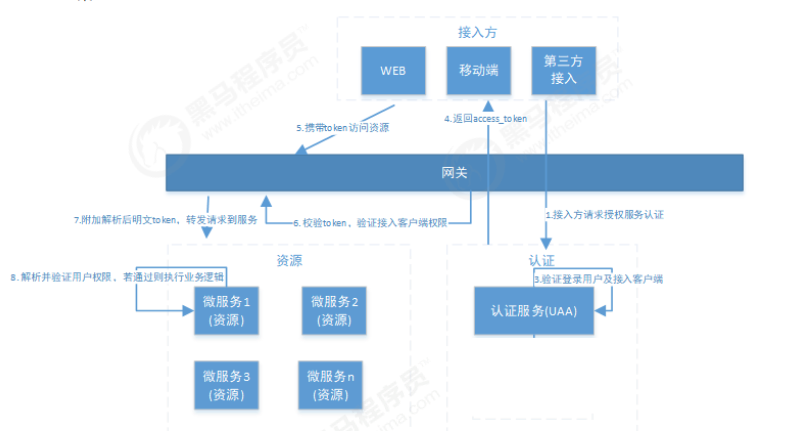 接入方
WEB
移动端
第三方
接入
4.返回access_token
5.携带token访问资源
网关
7.附加解析后明文token，转发请求到服务
6.校验token，验证接入客户端权限
1.接入方请求授权服务认证
资源
认证
8.解析并验证用户权限，若通过则执行业务逻辑
3.验证登录用户及接入客户端
微服务1
(资源)
微服务2
(资源)
认证服务(UAA)
微服务3
(资源)
微服务n
(资源)
黑马程序员
www.itheima.com